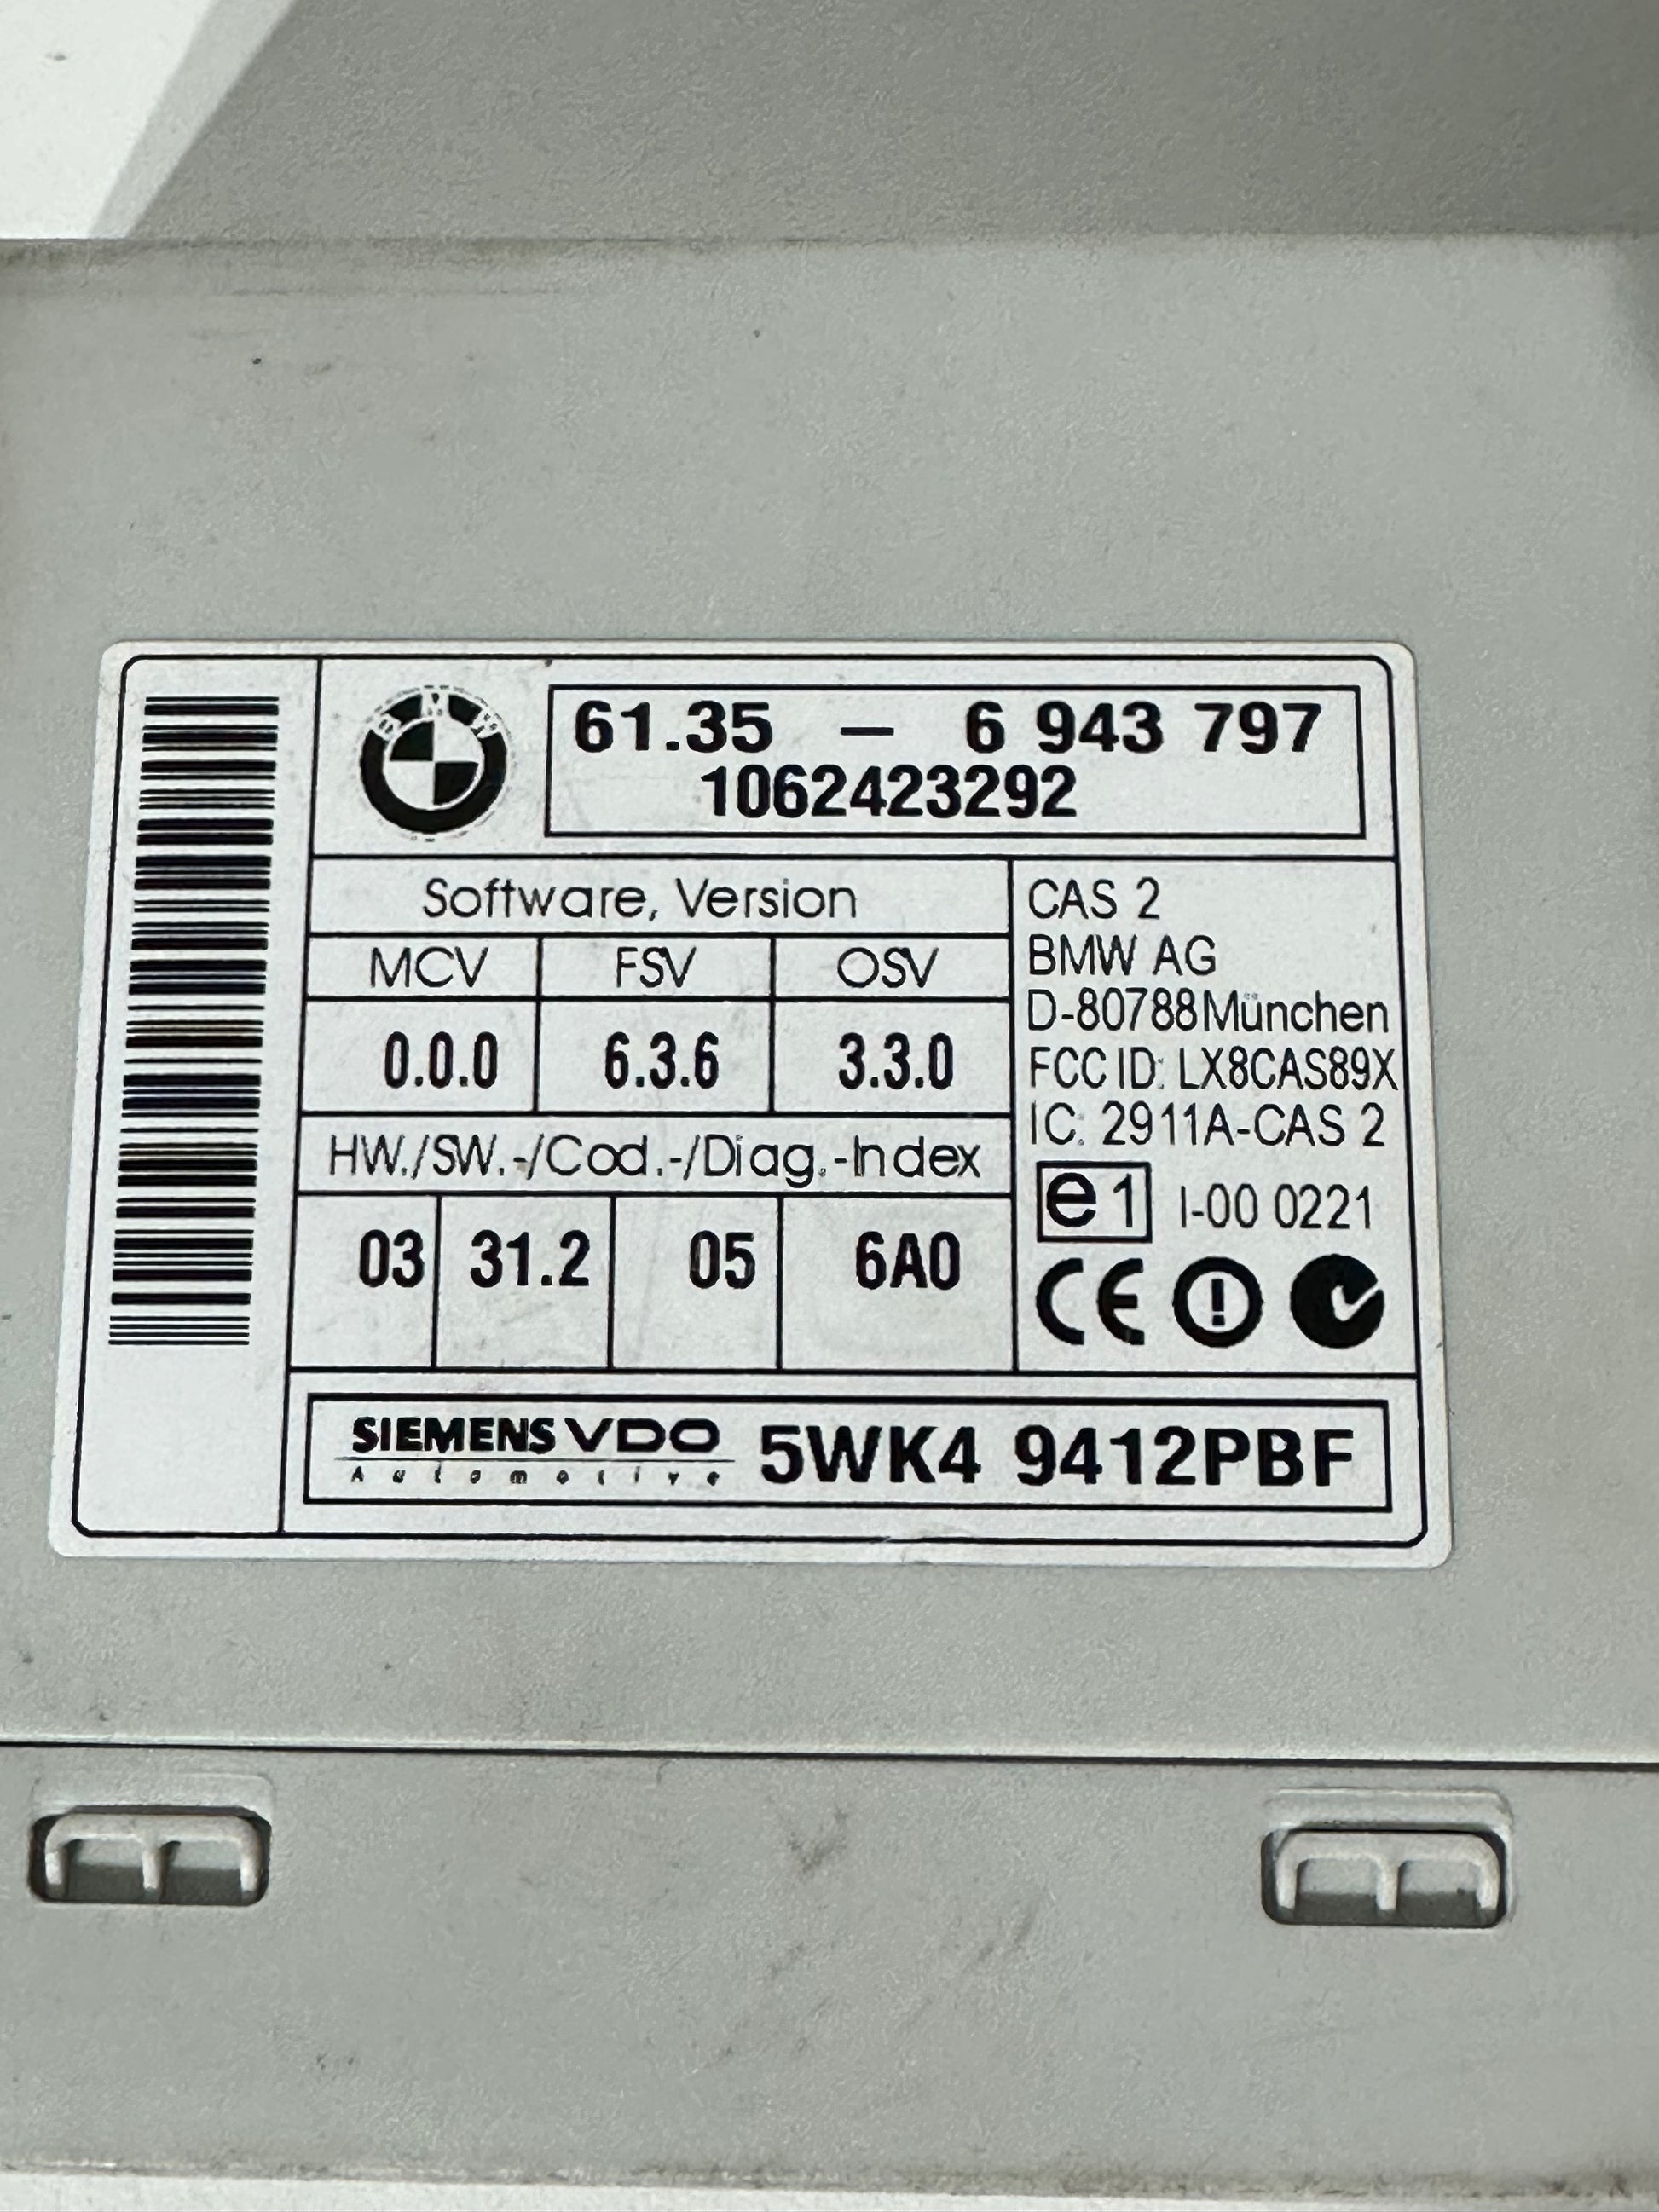 BMW
61.35 — 6 943 797
1062423292
Software, Version
MCV FSV OSV
0.0.0 6.3.6 3.3.0
HW./SW.-/Cod.-/Diag.-Index
03 31.2 05 6A0
CAS 2
BMW AG
D-80788 München
FCC ID: LX8CAS89X
IC: 2911A-CAS 2
e1 I-00 0221
CE
SIEMENS VDO 5WK4 9412PBF
Automotive